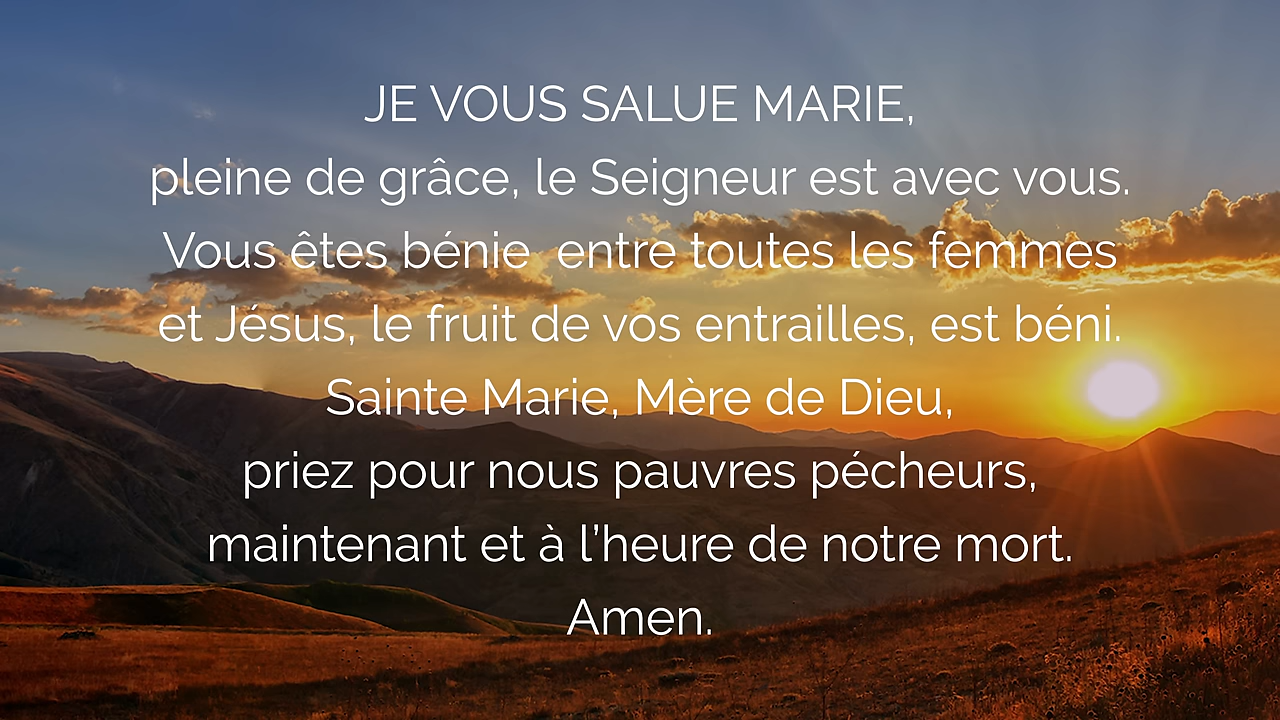 JE VOUS SALUE MARIE,
pleine de grâce, le Seigneur est avec vous.
Vous êtes bénie  entre toutes les femmes
et Jésus, le fruit de vos entrailles, est béni.
Sainte Marie, Mère de Dieu,
priez pour nous pauvres pécheurs,
maintenant et à l’heure de notre mort.
Amen.